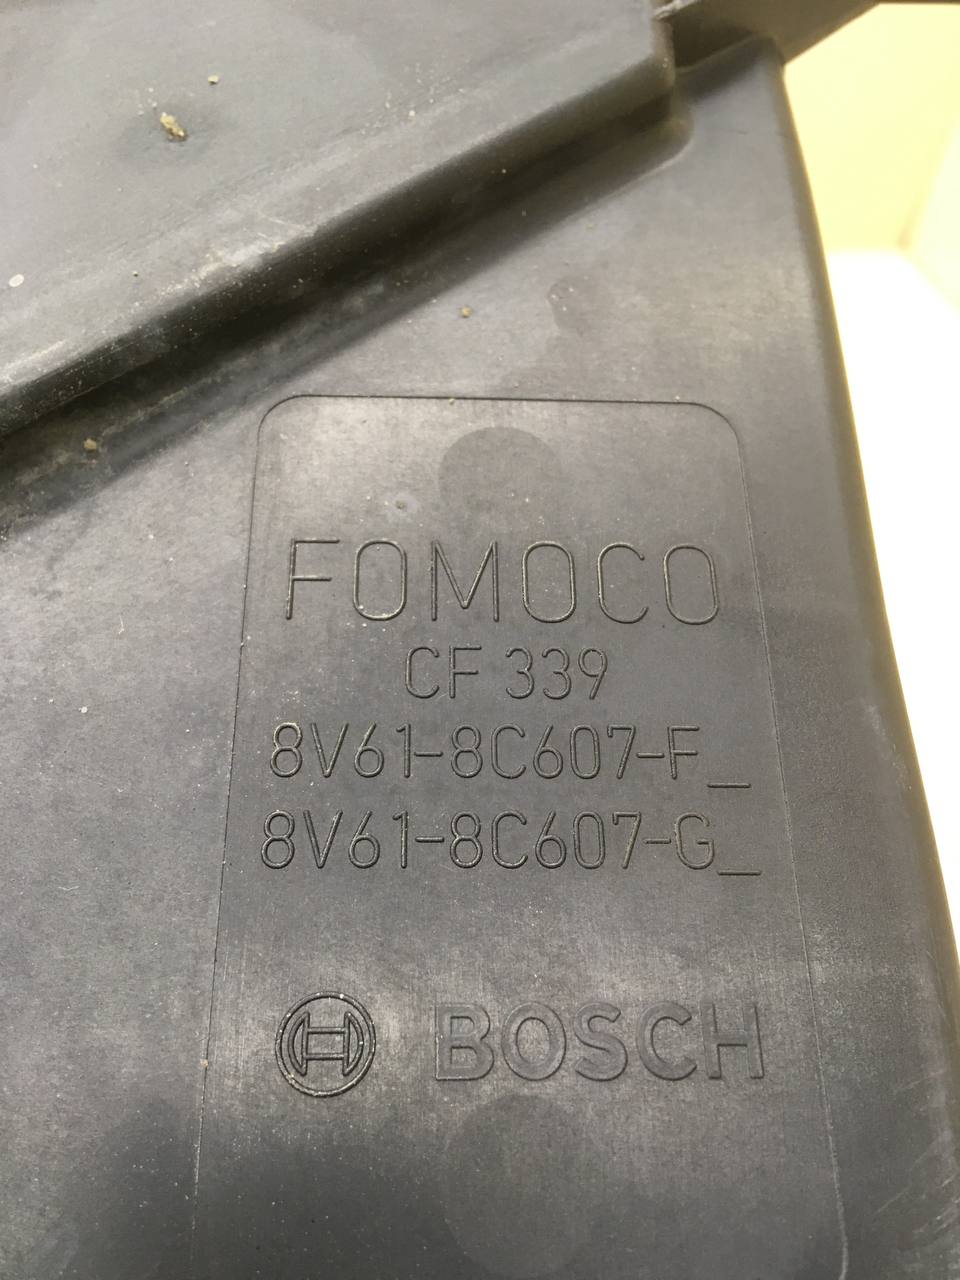 FOMOCO
CF 339
8V61-8C607-F_
8V61-8C607-G_
BOSCH